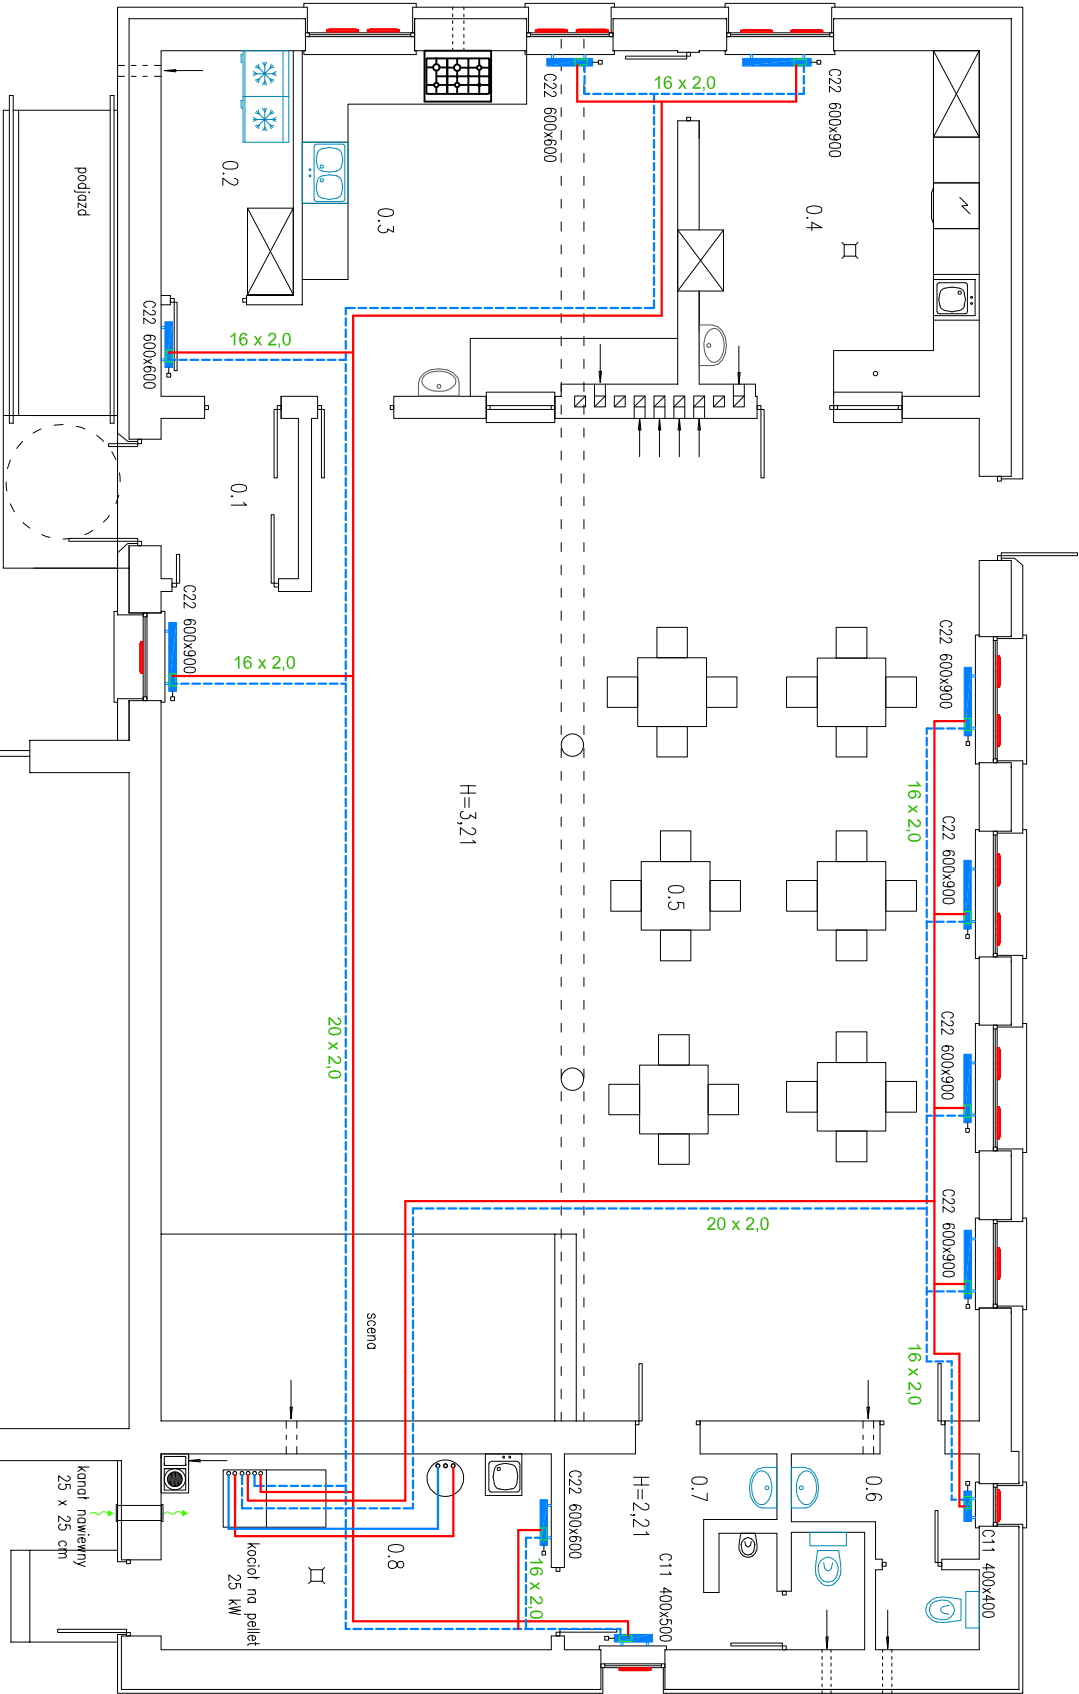 C22 600x600
16 x 2,0
C22 600x900
0.2
podjazd
0.3
0.4
C22 600x600
16 x 2,0
0.1
C22 600x900
16 x 2,0
C22 600x900
16 x 2,0
H=3,21
C22 600x900
0.5
20 x 2,0
C22 600x900
C22 600x900
20 x 2,0
scena
16 x 2,0
kanał nawiewny
25 x 25 cm
kocioł na pellet
25 kW
0.8
C22 600x600
16 x 2,0
H=2,21
0.7
0.6
C11 400x500
C11 400x400